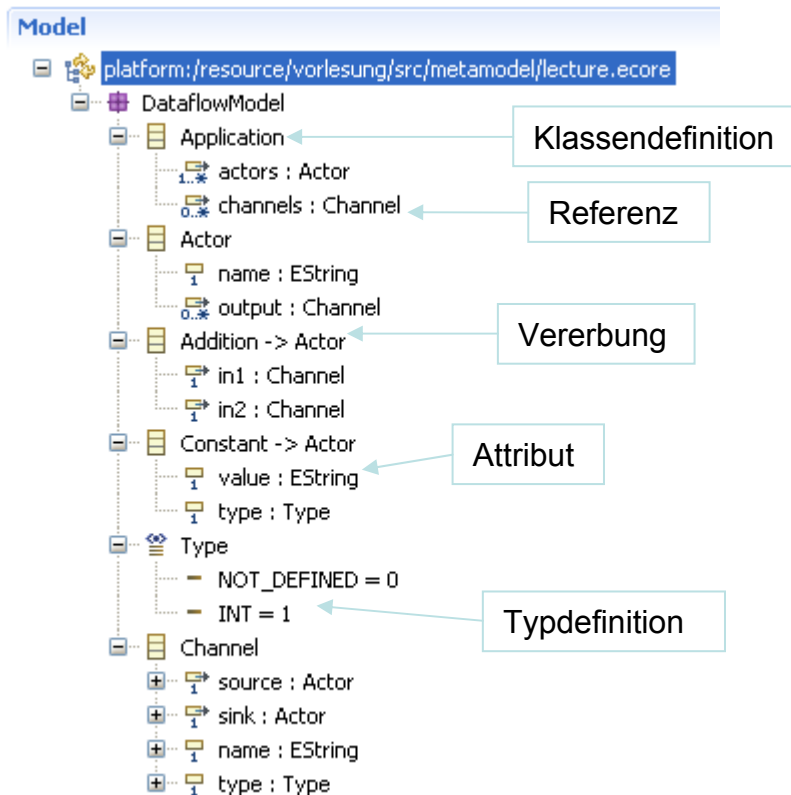 Model
platform:/resource/vorlesung/src/metamodel/lecture.ecore
DataflowModel
Application
Klassendefinition
1..* actors : Actor
0..* channels : Channel
Referenz
Actor
1 name : EString
0..* output : Channel
Addition -> Actor
Vererbung
1 in1 : Channel
1 in2 : Channel
Constant -> Actor
Attribut
1 value : EString
1 type : Type
Type
NOT_DEFINED = 0
INT = 1
Typdefinition
Channel
1 source : Actor
1 sink : Actor
1 name : EString
1 type : Type